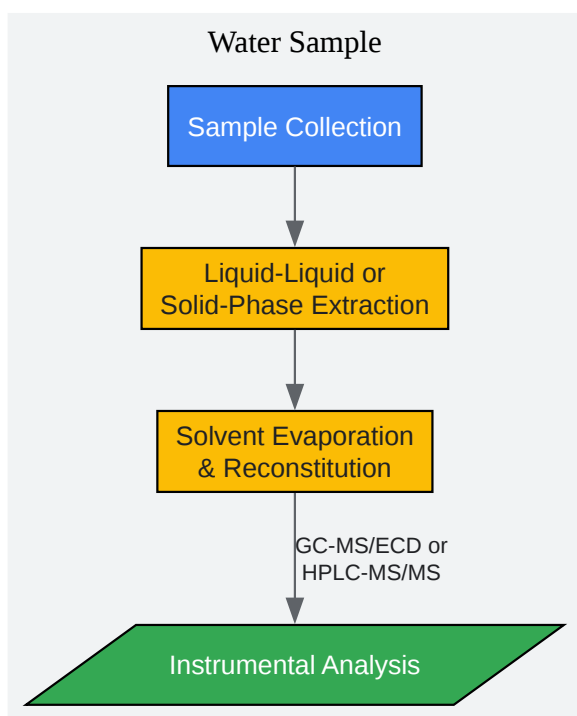 Water Sample
Sample Collection
Liquid-Liquid or
Solid-Phase Extraction
Solvent Evaporation
& Reconstitution
GC-MS/ECD or
HPLC-MS/MS
Instrumental Analysis